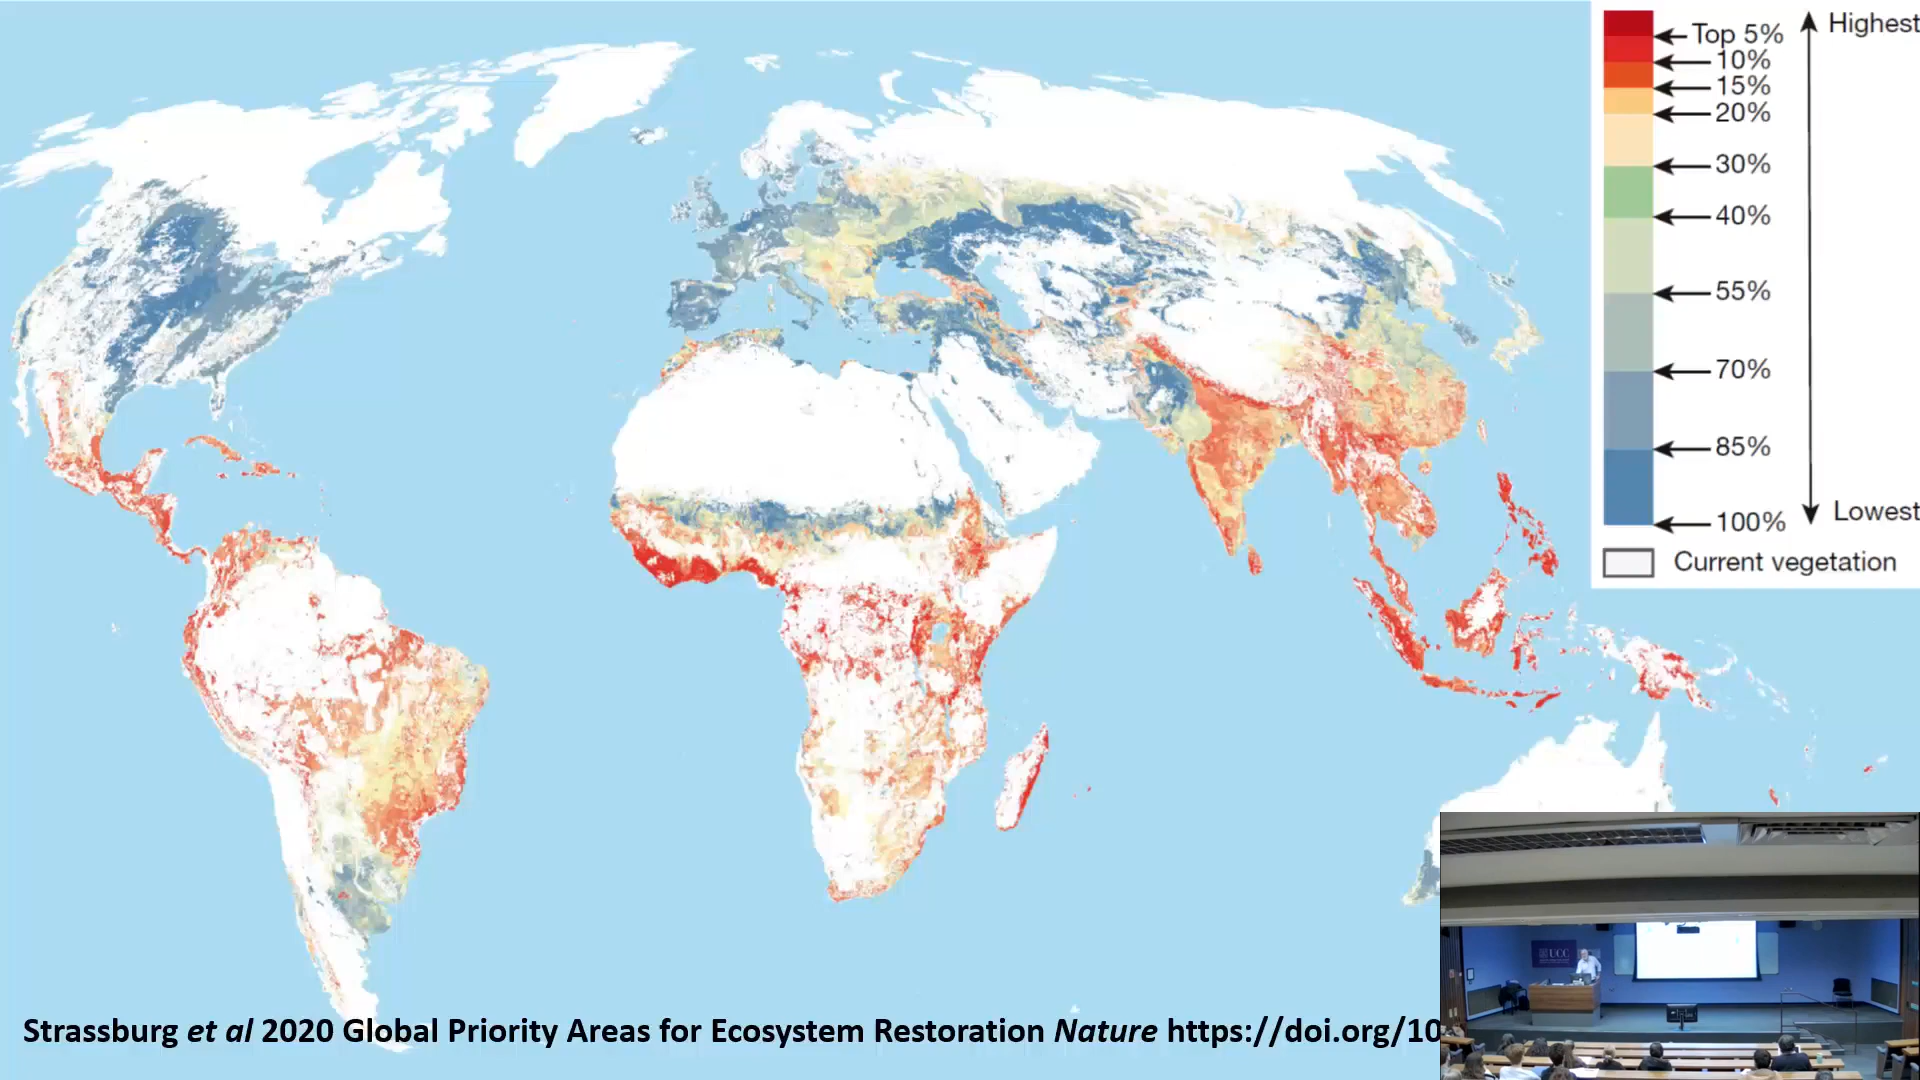 Highest
Top 5%
10%
15%
20%
30%
40%
55%
70%
85%
100%
Lowest
Current vegetation
UCC
Strassburg et al 2020 Global Priority Areas for Ecosystem Restoration Nature https://doi.org/10